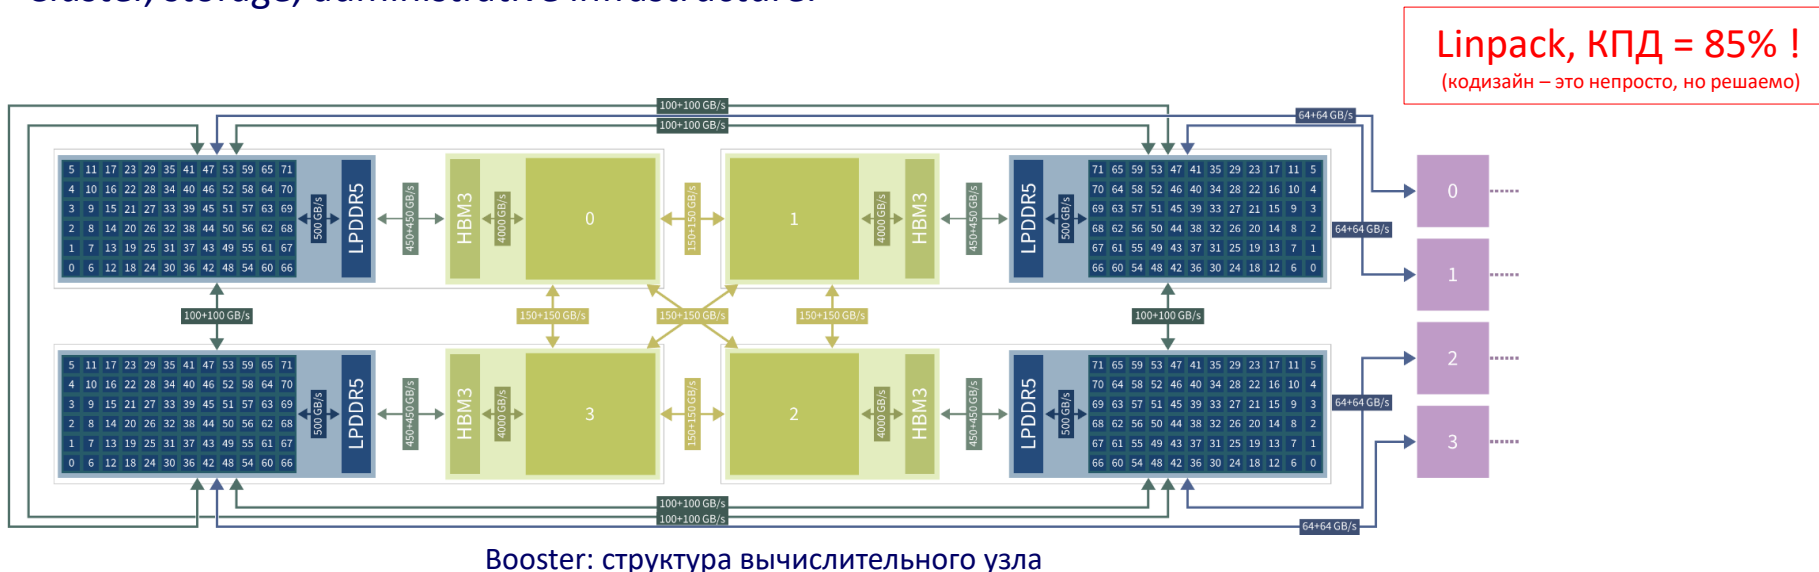 Cluster, storage, administrative infrastructure.
Linpack, КПД = 85% !
(кодизайн – это непросто, но решаемо)
100+100 GB/s
64+64 GB/s
100+100 GB/s
5 11 17 23 29 35 41 47 53 59 65 71
4 10 16 22 28 34 40 46 52 58 64 70
3 9 15 21 27 33 39 45 51 57 63 69
2 8 14 20 26 32 38 44 50 56 62 68
1 7 13 19 25 31 37 43 49 55 61 67
0 6 12 18 24 30 36 42 48 54 60 66
500 GB/s
LPDDR5
450+450 GB/s
HBM3
4000 GB/s
0
150+150 GB/s
1
4000 GB/s
HBM3
450+450 GB/s
LPDDR5
500 GB/s
71 65 59 53 47 41 35 29 23 17 11 5
70 64 58 52 46 40 34 28 22 16 10 4
69 63 57 51 45 39 33 27 21 15 9 3
68 62 56 50 44 38 32 26 20 14 8 2
67 61 55 49 43 37 31 25 19 13 7 1
66 60 54 48 42 36 30 24 18 12 6 0
64+64 GB/s
0
1
100+100 GB/s
150+150 GB/s
150+150 GB/s
150+150 GB/s
100+100 GB/s
5 11 17 23 29 35 41 47 53 59 65 71
4 10 16 22 28 34 40 46 52 58 64 70
3 9 15 21 27 33 39 45 51 57 63 69
2 8 14 20 26 32 38 44 50 56 62 68
1 7 13 19 25 31 37 43 49 55 61 67
0 6 12 18 24 30 36 42 48 54 60 66
500 GB/s
LPDDR5
450+450 GB/s
HBM3
4000 GB/s
3
150+150 GB/s
2
4000 GB/s
HBM3
450+450 GB/s
LPDDR5
500 GB/s
71 65 59 53 47 41 35 29 23 17 11 5
70 64 58 52 46 40 34 28 22 16 10 4
69 63 57 51 45 39 33 27 21 15 9 3
68 62 56 50 44 38 32 26 20 14 8 2
67 61 55 49 43 37 31 25 19 13 7 1
66 60 54 48 42 36 30 24 18 12 6 0
64+64 GB/s
2
3
100+100 GB/s
100+100 GB/s
64+64 GB/s
Booster: структура вычислительного узла